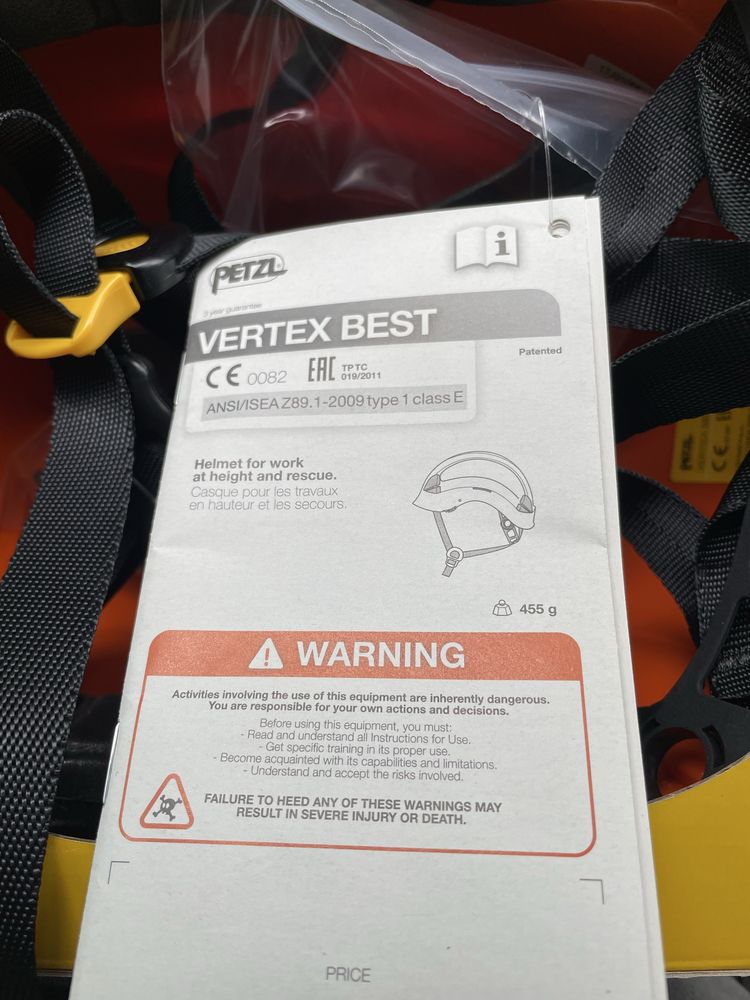 PETZL
i
3 year guarantee
VERTEX BEST
Patented
CE 0082 EAC TP TC
019/2011
ANSI/ISEA Z89.1-2009 type 1 class E
Helmet for work
at height and rescue.
Casque pour les travaux
en hauteur et les secours.
455 g
WARNING
Activities involving the use of this equipment are inherently dangerous.
You are responsible for your own actions and decisions.
Before using this equipment, you must:
- Read and understand all Instructions for Use.
- Get specific training in its proper use.
- Become acquainted with its capabilities and limitations.
- Understand and accept the risks involved.
FAILURE TO HEED ANY OF THESE WARNINGS MAY
RESULT IN SEVERE INJURY OR DEATH.
PRICE
PETZL
CE